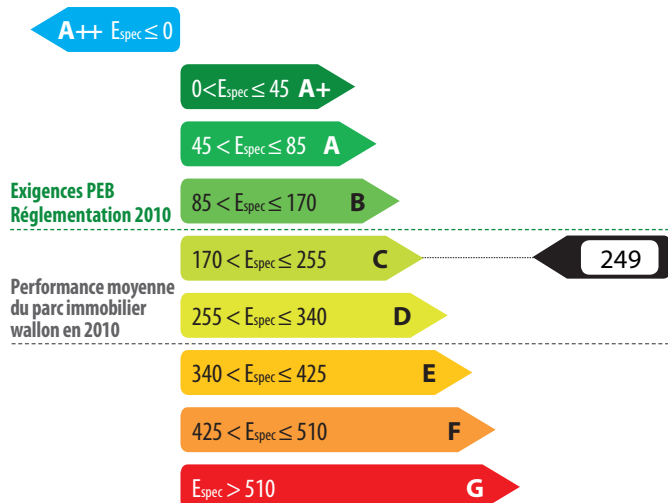 A++ Espec ≤ 0
0<Espec ≤ 45 A+
45 < Espec ≤ 85 A
Exigences PEB
Réglementation 2010
85 < Espec ≤ 170 B
170 < Espec ≤ 255 C
249
Performance moyenne
du parc immobilier
wallon en 2010
255 < Espec ≤ 340 D
340 < Espec ≤ 425 E
425 < Espec ≤ 510 F
Espec > 510 G